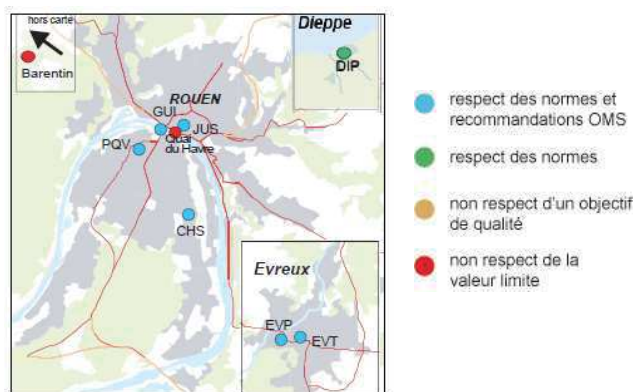 hors carte
Barentin
Dieppe
DIP
ROUEN
GUI
JUS
Quai
du Havre
PQV
CHS
Evreux
EVP
EVT
respect des normes et
recommandations OMS
respect des normes
non respect d'un objectif
de qualité
non respect de la
valeur limite